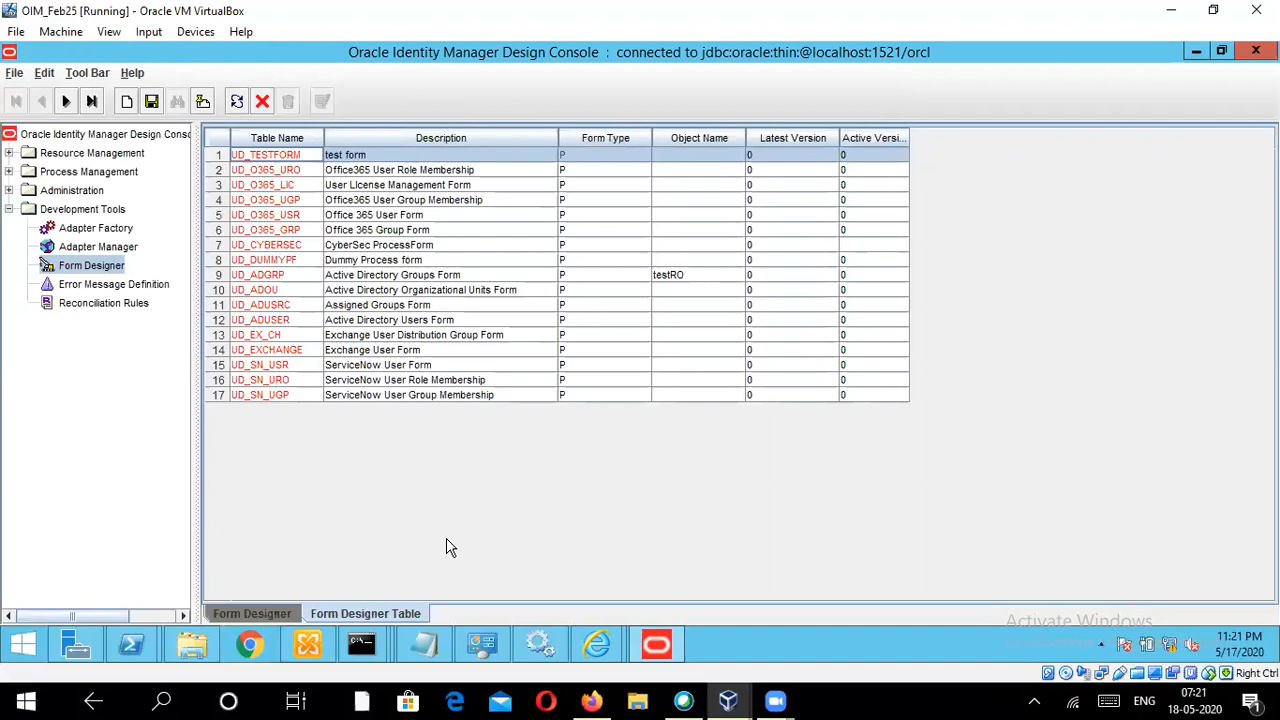 OIM_Feb25 [Running] - Oracle VM VirtualBox
File Machine View Input Devices Help
Oracle Identity Manager Design Console : connected to jdbc:oracle:thin:@localhost:1521/orcl
File Edit Tool Bar Help
Oracle Identity Manager Design Conso
Resource Management
Process Management
Administration
Development Tools
Adapter Factory
Adapter Manager
Form Designer
Error Message Definition
Reconciliation Rules
Table Name Description Form Type Object Name Latest Version Active Versi...
1 UD_TESTFORM test form P 0 0
2 UD_O365_URO Office365 User Role Membership P 0 0
3 UD_O365_LIC User LIcense Management Form P 0 0
4 UD_O365_UGP Office365 User Group Membership P 0 0
5 UD_O365_USR Office 365 User Form P 0 0
6 UD_O365_GRP Office 365 Group Form P 0 0
7 UD_CYBERSEC CyberSec ProcessForm P 0
8 UD_DUMMYPF Dummy Process form P 0 0
9 UD_ADGRP Active Directory Groups Form P testRO 0 0
10 UD_ADOU Active Directory Organizational Units Form P 0 0
11 UD_ADUSRC Assigned Groups Form P 0 0
12 UD_ADUSER Active Directory Users Form P 0 0
13 UD_EX_CH Exchange User Distribution Group Form P 0 0
14 UD_EXCHANGE Exchange User Form P 0 0
15 UD_SN_USR ServiceNow User Form P 0 0
16 UD_SN_URO ServiceNow User Role Membership P 0 0
17 UD_SN_UGP ServiceNow User Group Membership P 0 0
Form Designer Form Designer Table
Activate Windows
11:21 PM
5/17/2020
Right Ctrl
ENG
07:21
18-05-2020